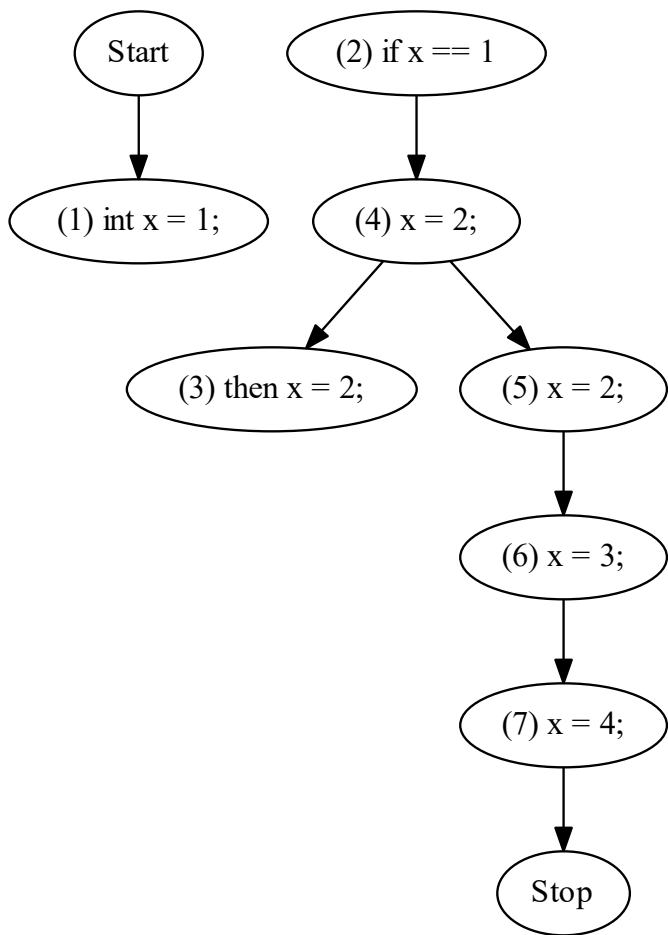 Start
(2) if x == 1
(1) int x = 1;
(4) x = 2;
(3) then x = 2;
(5) x = 2;
(6) x = 3;
(7) x = 4;
Stop